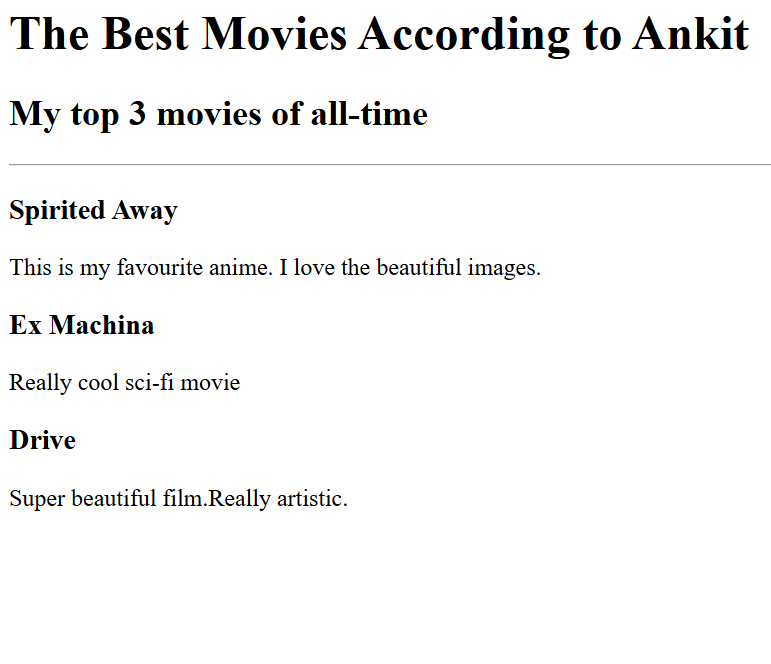 The Best Movies According to Ankit
My top 3 movies of all-time
Spirited Away
This is my favourite anime. I love the beautiful images.
Ex Machina
Really cool sci-fi movie
Drive
Super beautiful film.Really artistic.